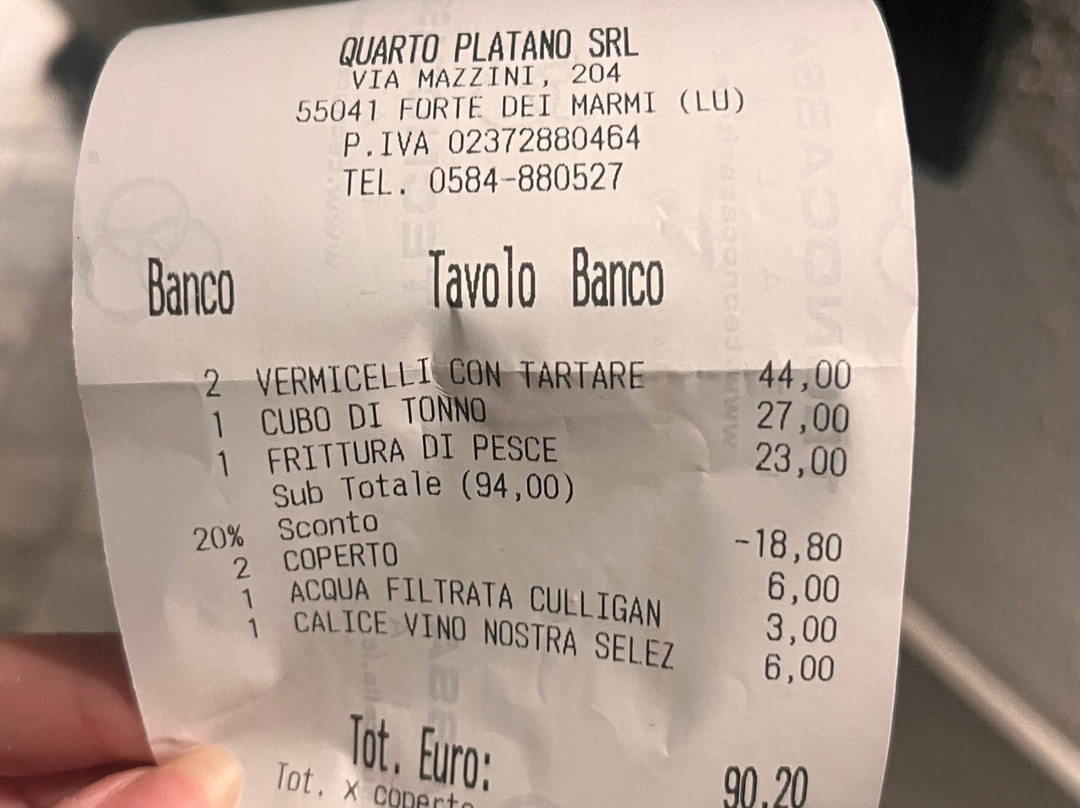 QUARTO PLATANO SRL
VIA MAZZINI, 204
55041 FORTE DEI MARMI (LU)
P.IVA 02372880464
TEL. 0584-880527
Banco Tavolo Banco
2 VERMICELLI CON TARTARE 44,00
1 CUBO DI TONNO 27,00
1 FRITTURA DI PESCE 23,00
Sub Totale (94,00)
20% Sconto -18,80
2 COPERTO 6,00
1 ACQUA FILTRATA CULLIGAN 3,00
1 CALICE VINO NOSTRA SELEZ 6,00
Tot. Euro: 90,20
Tot. x coperto